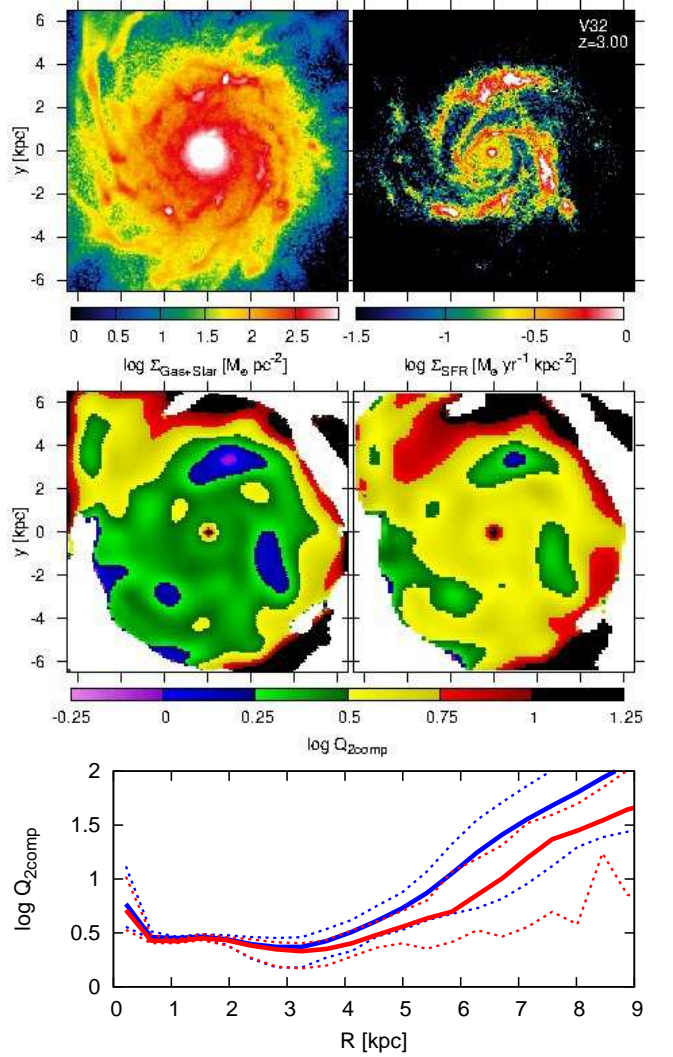 V32
z=3.00
y [kpc]
6
4
2
0
-2
-4
-6
0 0.5 1 1.5 2 2.5
-1.5 -1 -0.5 0
log Σ_Gas+Star [M⊙ pc⁻²]
log Σ_SFR [M⊙ yr⁻¹ kpc⁻²]
y [kpc]
6
4
2
0
-2
-4
-6
-0.25 0 0.25 0.5 0.75 1 1.25
log Q_2comp
log Q_2comp
2
1.5
1
0.5
0
0 1 2 3 4 5 6 7 8 9
R [kpc]